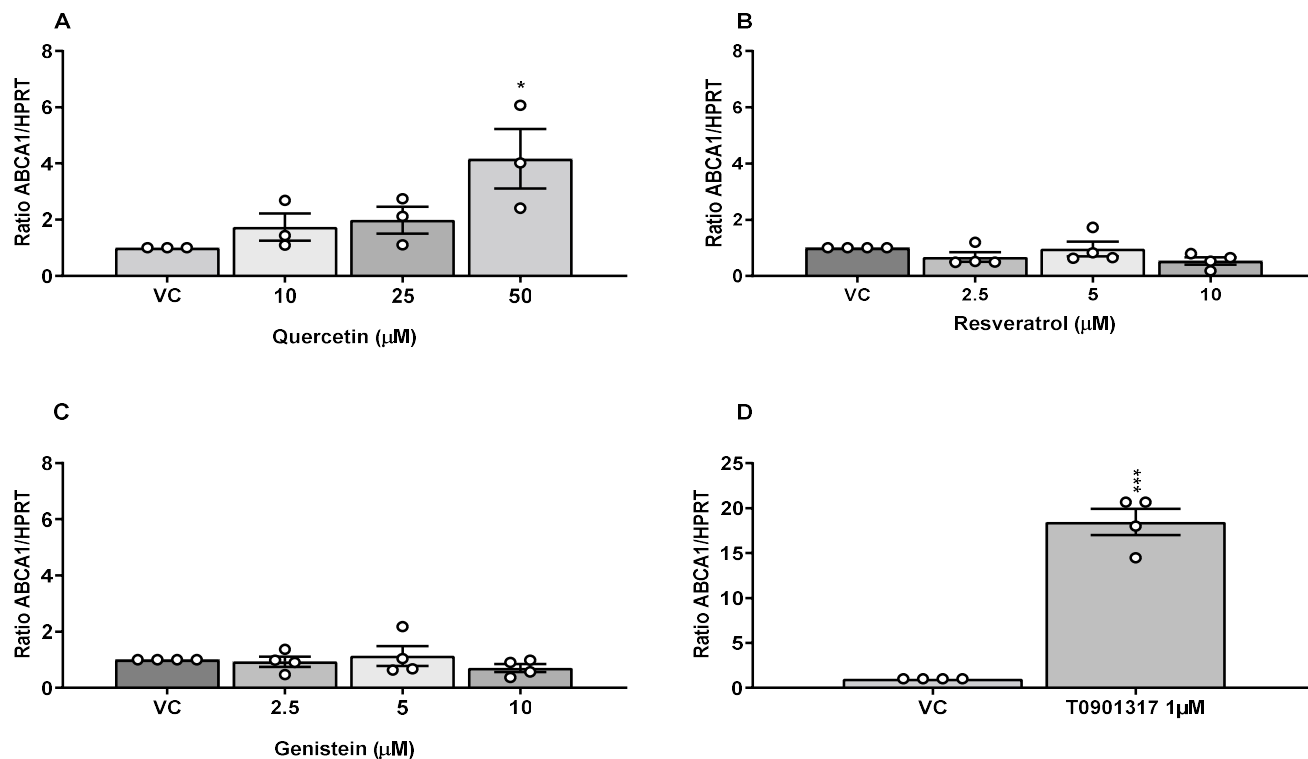 A
Ratio ABCA1/HPRT
8
6
4
2
0
*
VC 10 25 50
Quercetin (μM)
B
Ratio ABCA1/HPRT
8
6
4
2
0
VC 2.5 5 10
Resveratrol (μM)
C
Ratio ABCA1/HPRT
8
6
4
2
0
VC 2.5 5 10
Genistein (μM)
D
Ratio ABCA1/HPRT
25
20
15
10
5
0
***
VC T0901317 1μM